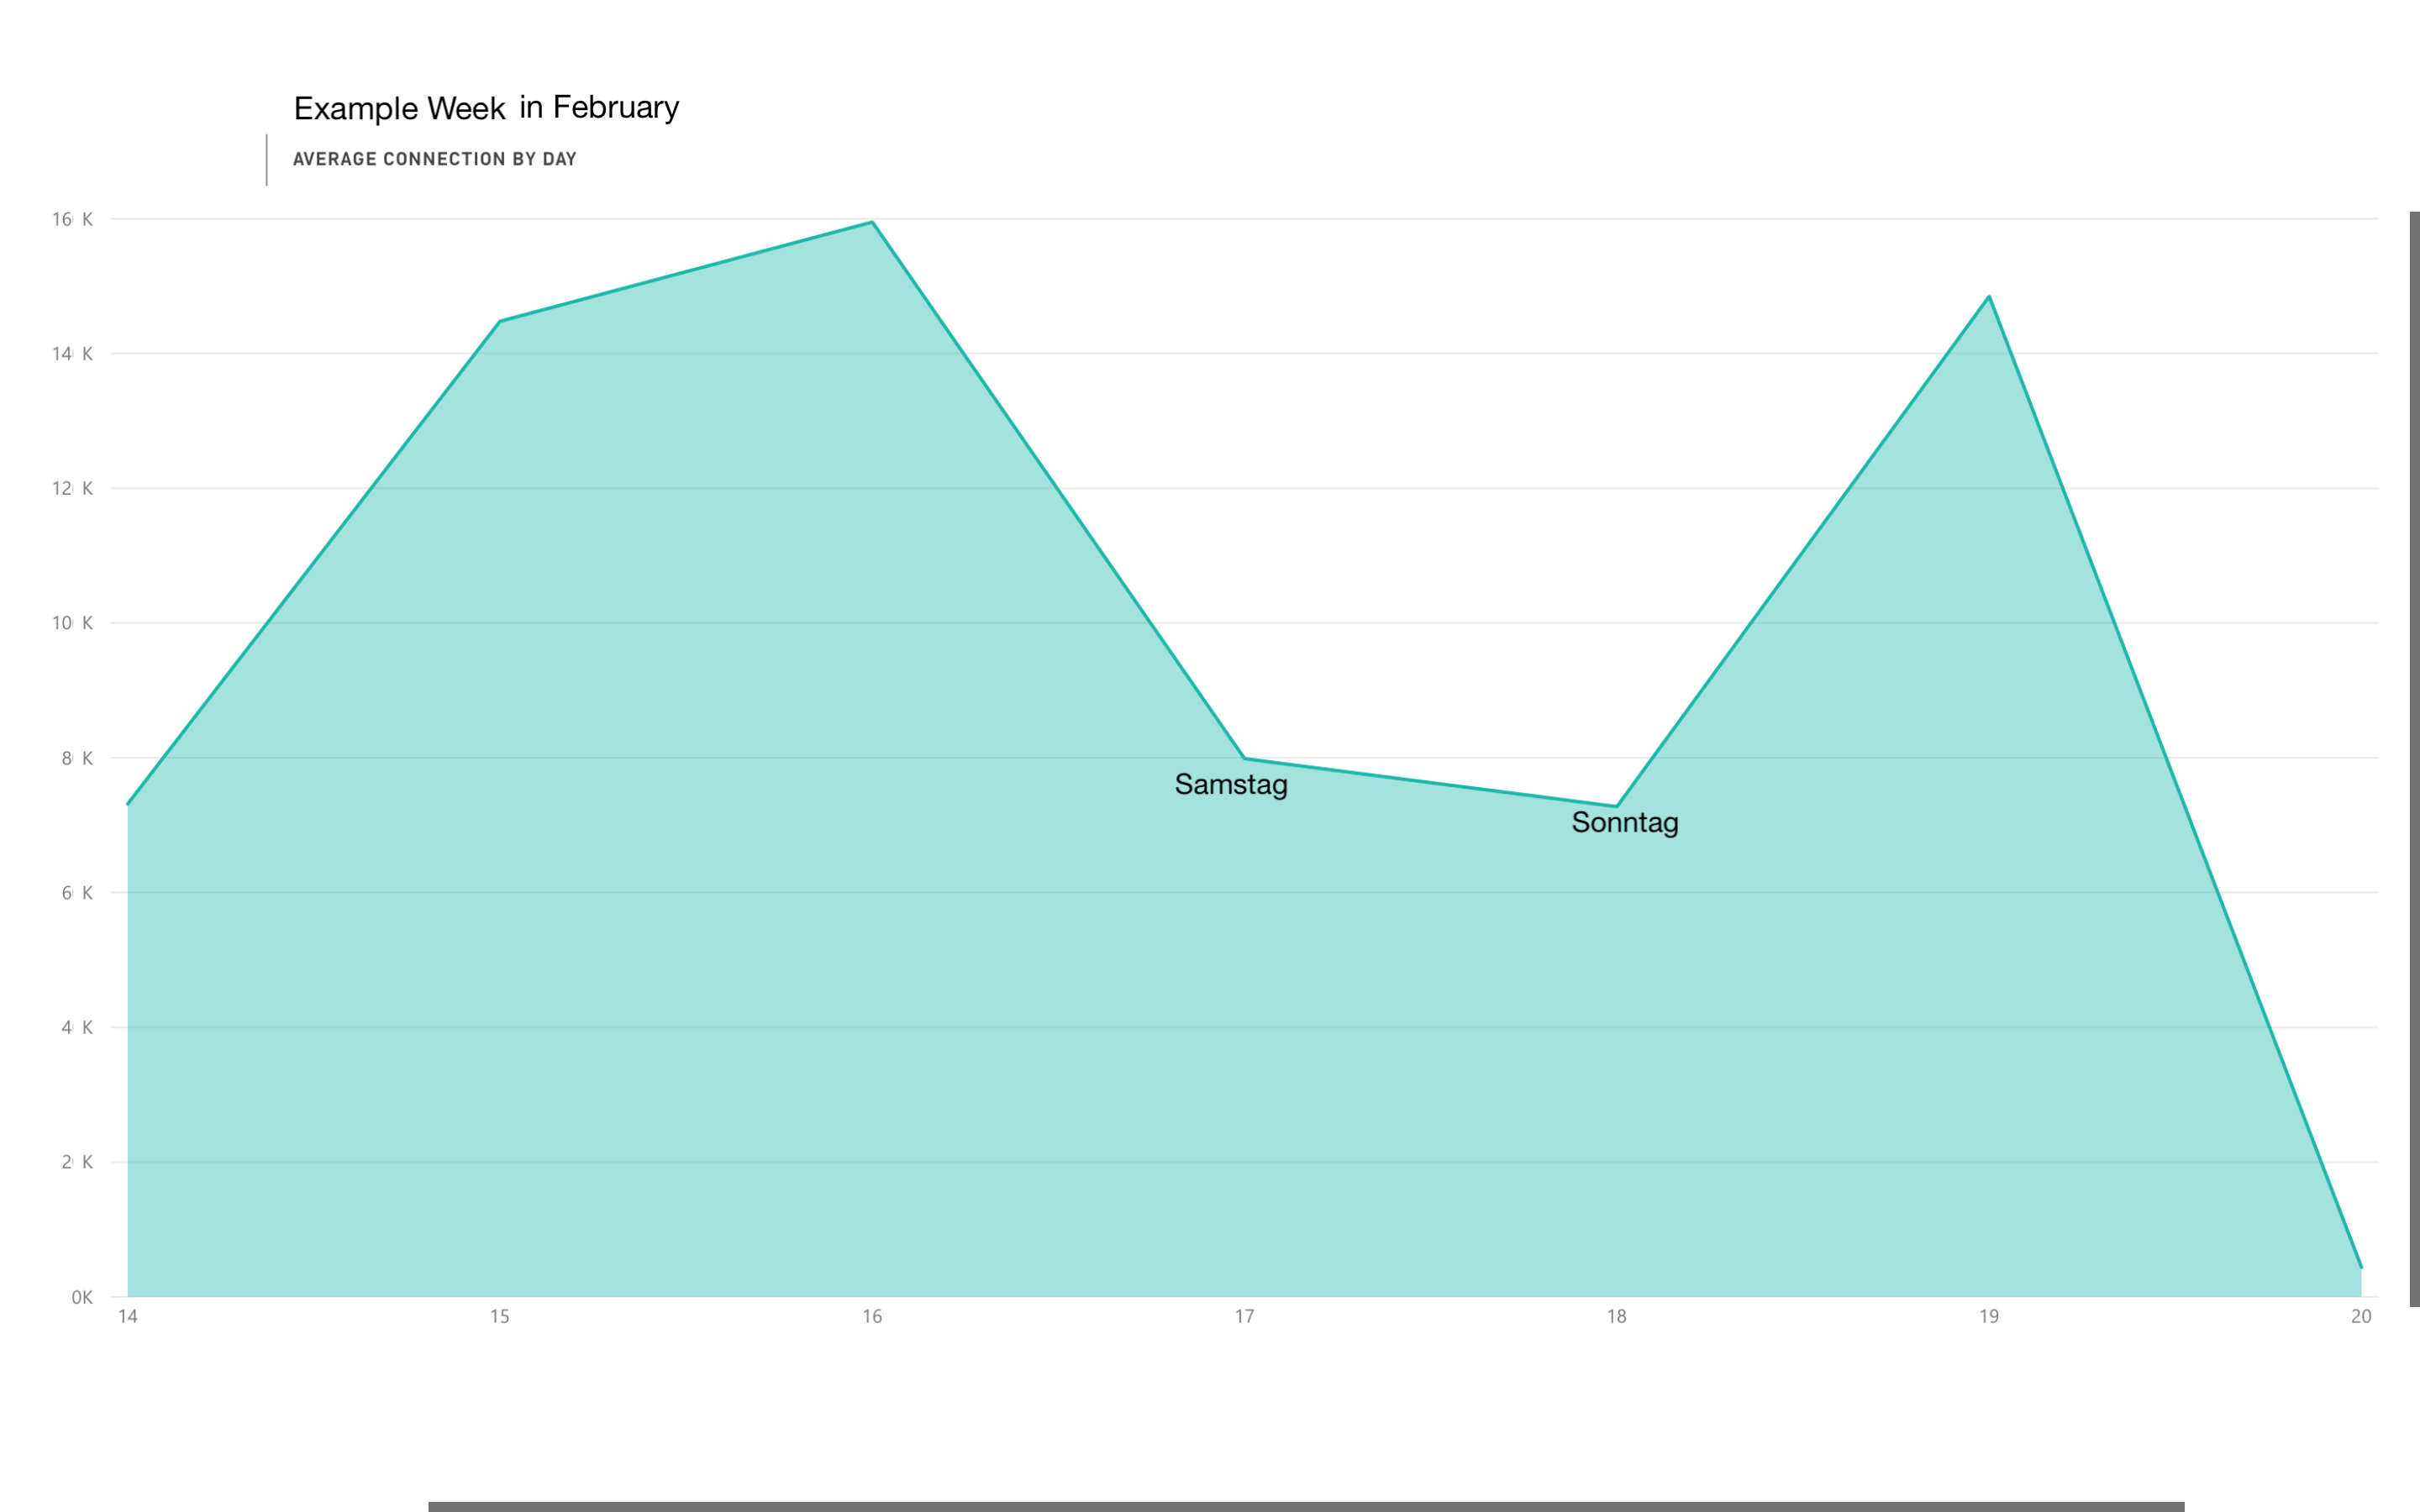 Example Week in February
AVERAGE CONNECTION BY DAY
16 K
14 K
12 K
10 K
8 K
6 K
4 K
2 K
0K
Samstag
Sonntag
14 15 16 17 18 19 20